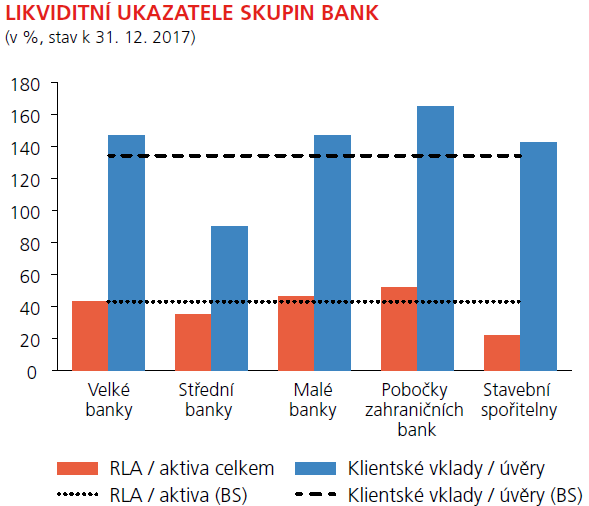 LIKVIDITNÍ UKAZATELE SKUPIN BANK
(v %, stav k 31. 12. 2017)
180
160
140
120
100
80
60
40
20
0
Velké
banky
Střední
banky
Malé
banky
Pobočky
zahraničních
bank
Stavební
spořitelny
RLA / aktiva celkem
Klientské vklady / úvěry
RLA / aktiva (BS)
Klientské vklady / úvěry (BS)